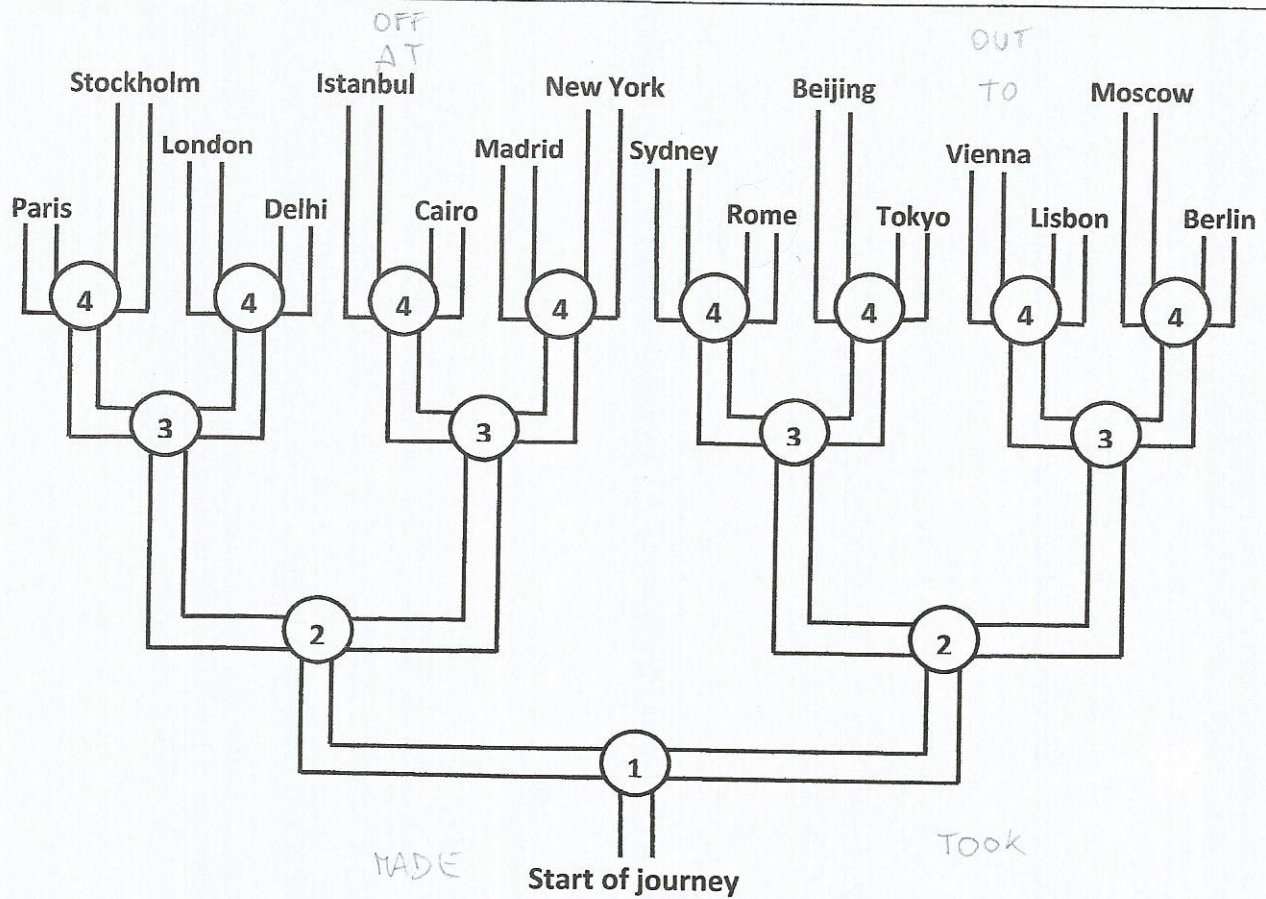 OFF
AT
OUT
TO
Stockholm
Istanbul
New York
Beijing
Moscow
London
Madrid
Sydney
Vienna
Paris
Delhi
Cairo
Rome
Tokyo
Lisbon
Berlin
4 4 4 4 4 4 4 4
3 3 3 3
2 2
1
MADE
TOOK
Start of journey